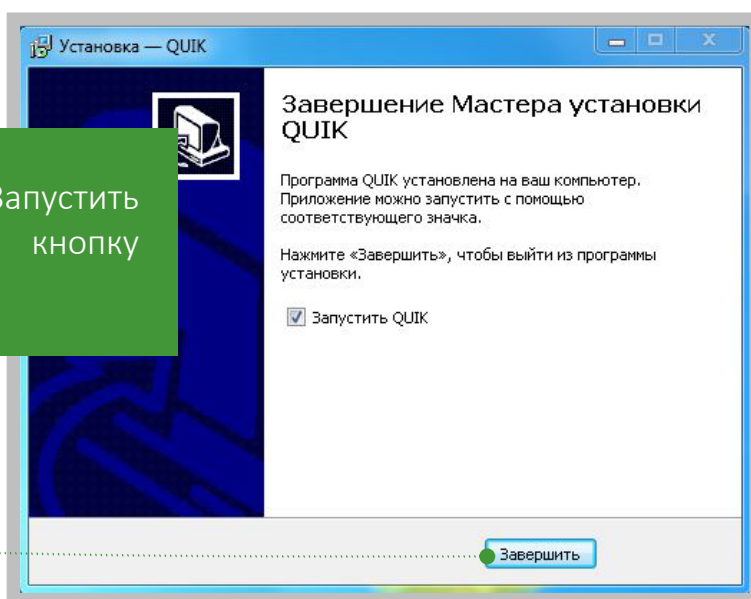 Установка — QUIK
Завершение Мастера установки
QUIK
Программа QUIK установлена на ваш компьютер.
Приложение можно запустить с помощью
соответствующего значка.
Нажмите «Завершить», чтобы выйти из программы
установки.
Запустить QUIK
Запустить
кнопку
Завершить